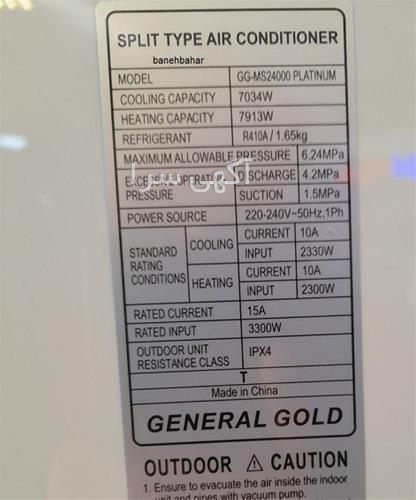 SPLIT TYPE AIR CONDITIONER
banehbahar
MODEL GG-MS24000 PLATINUM
COOLING CAPACITY 7034W
HEATING CAPACITY 7913W
REFRIGERANT R410A / 1.65kg
MAXIMUM ALLOWABLE PRESSURE 6.24MPa
EXCESSIVE OPERATING PRESSURE DISCHARGE 4.2MPa
SUCTION 1.5MPa
آگهی سرا
POWER SOURCE 220-240V~50Hz,1Ph
STANDARD RATING CONDITIONS COOLING CURRENT 10A
INPUT 2330W
HEATING CURRENT 10A
INPUT 2300W
RATED CURRENT 15A
RATED INPUT 3300W
OUTDOOR UNIT RESISTANCE CLASS IPX4
T
Made in China
GENERAL GOLD
OUTDOOR ⚠ CAUTION
1. Ensure to evacuate the air inside the indoor
unit and pipes with vacuum pump.